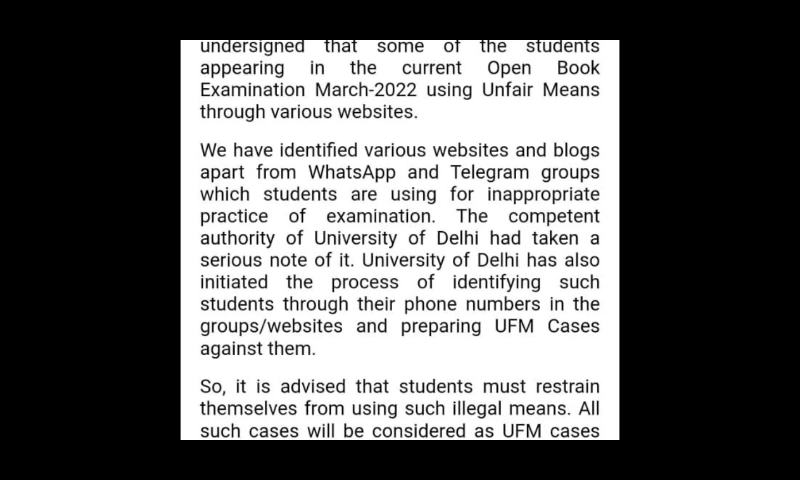 undersigned that some of the students
appearing in the current Open Book
Examination March-2022 using Unfair Means
through various websites.
We have identified various websites and blogs
apart from WhatsApp and Telegram groups
which students are using for inappropriate
practice of examination. The competent
authority of University of Delhi had taken a
serious note of it. University of Delhi has also
initiated the process of identifying such
students through their phone numbers in the
groups/websites and preparing UFM Cases
against them.
So, it is advised that students must restrain
themselves from using such illegal means. All
such cases will be considered as UFM cases